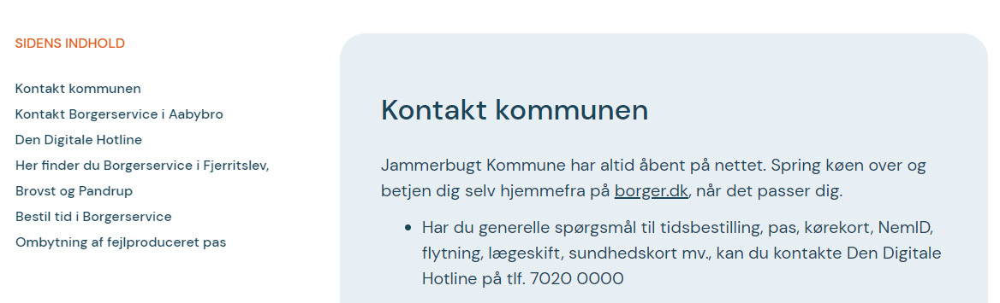 SIDENS INDHOLD
Kontakt kommunen
Kontakt Borgerservice i Aabybro
Den Digitale Hotline
Her finder du Borgerservice i Fjerritslev,
Brovst og Pandrup
Bestil tid i Borgerservice
Ombytning af fejlproduceret pas
Kontakt kommunen
Jammerbugt Kommune har altid åbent på nettet. Spring køen over og
betjen dig selv hjemmefra på borger.dk, når det passer dig.
• Har du generelle spørgsmål til tidsbestilling, pas, kørekort, NemID,
flytning, lægeskift, sundhedskort mv., kan du kontakte Den Digitale
Hotline på tlf. 7020 0000